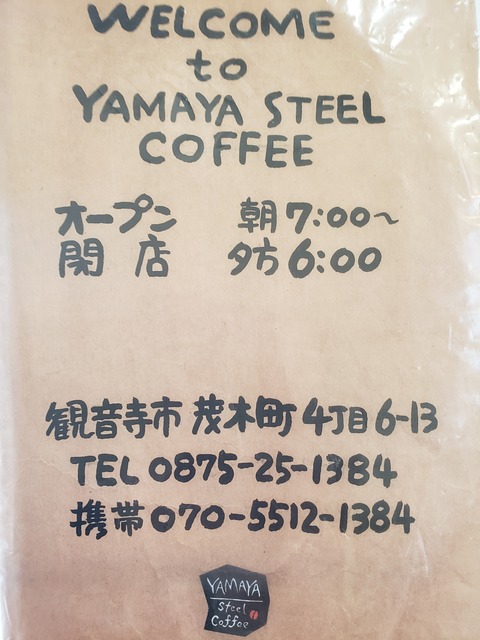 WELCOME
to
YAMAYA STEEL
COFFEE
オープン 朝7:00〜
閉店 夕方6:00
観音寺市 茂木町 4丁目6-13
TEL 0875-25-1384
携帯 070-5512-1384
YAMAYA
Steel
Coffee